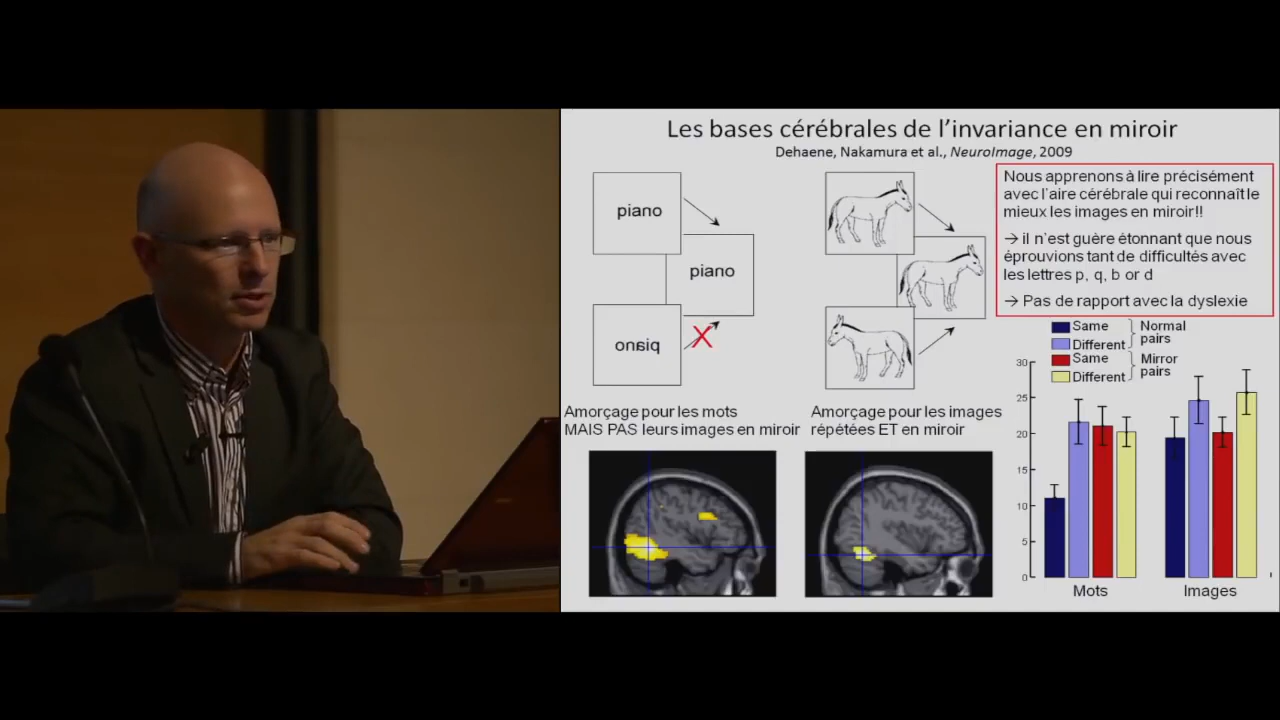 Les bases cérébrales de l’invariance en miroir
Dehaene, Nakamura et al., NeuroImage, 2009
piano
piano
piano
Amorçage pour les mots
MAIS PAS leurs images en miroir
Amorçage pour les images
répétées ET en miroir
Nous apprenons à lire précisément
avec l’aire cérébrale qui reconnaît le
mieux les images en miroir!!
→ il n’est guère étonnant que nous
éprouvions tant de difficultés avec
les lettres p, q, b or d
→ Pas de rapport avec la dyslexie
Same
Different
Normal
pairs
Same
Different
Mirror
pairs
30
25
20
15
10
5
0
Mots
Images